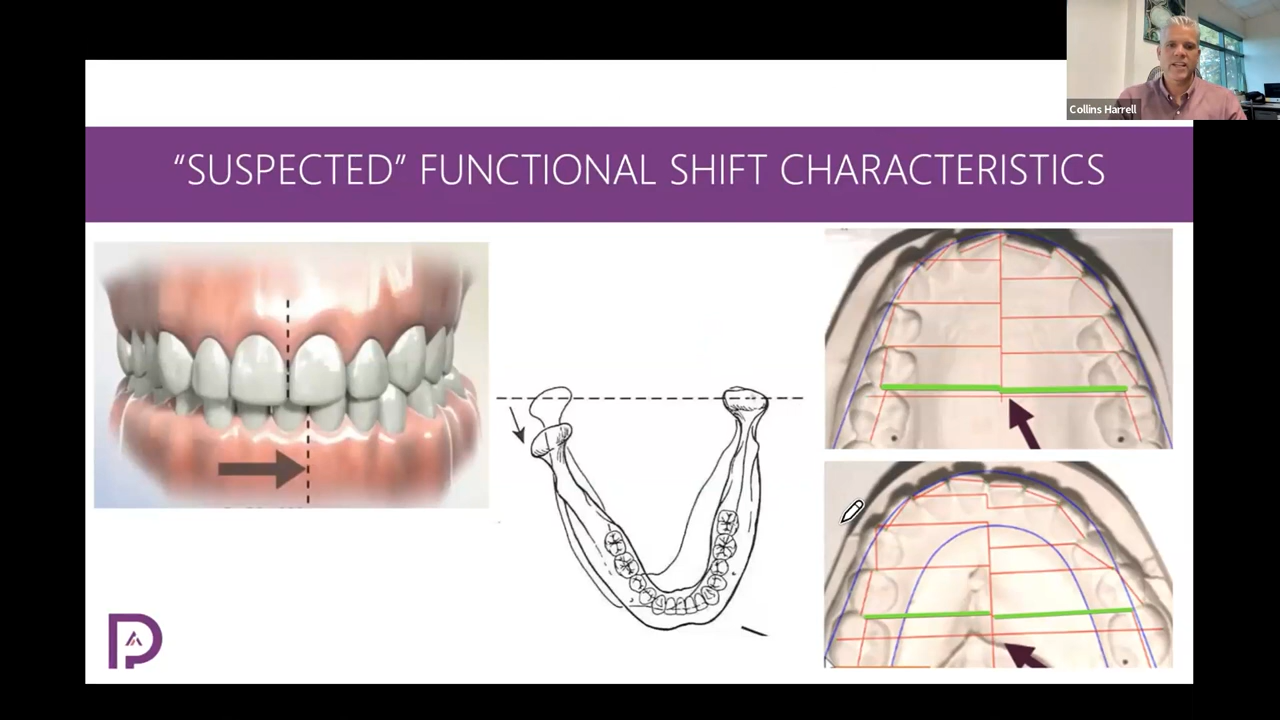 Collins Harrell
“SUSPECTED” FUNCTIONAL SHIFT CHARACTERISTICS